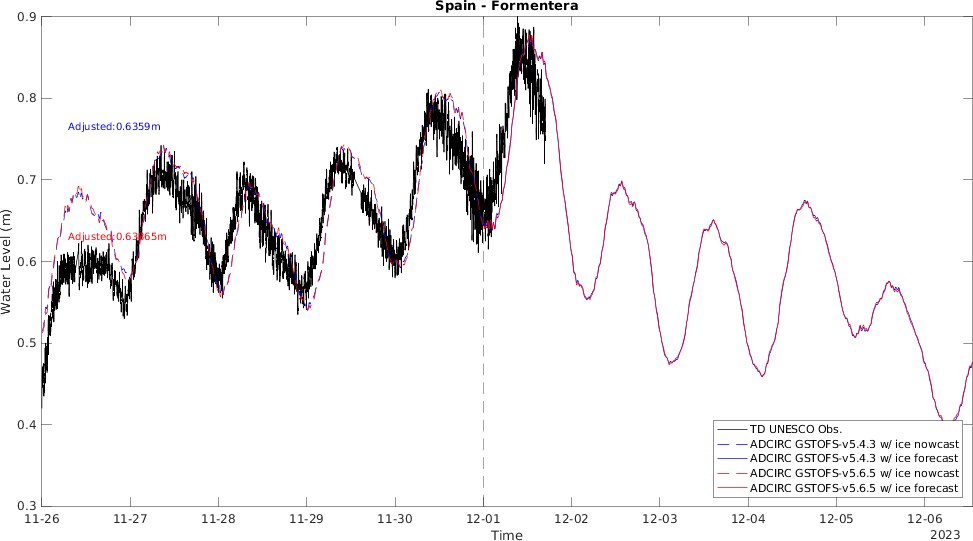 Spain - Formentera
0.9
0.8
0.7
0.6
0.5
0.4
0.3
Water Level (m)
Adjusted:0.6359m
Adjusted:0.63865m
TD UNESCO Obs.
ADCIRC GSTOFS-v5.4.3 w/ ice nowcast
ADCIRC GSTOFS-v5.4.3 w/ ice forecast
ADCIRC GSTOFS-v5.6.5 w/ ice nowcast
ADCIRC GSTOFS-v5.6.5 w/ ice forecast
11-26 11-27 11-28 11-29 11-30 12-01 12-02 12-03 12-04 12-05 12-06
Time
2023